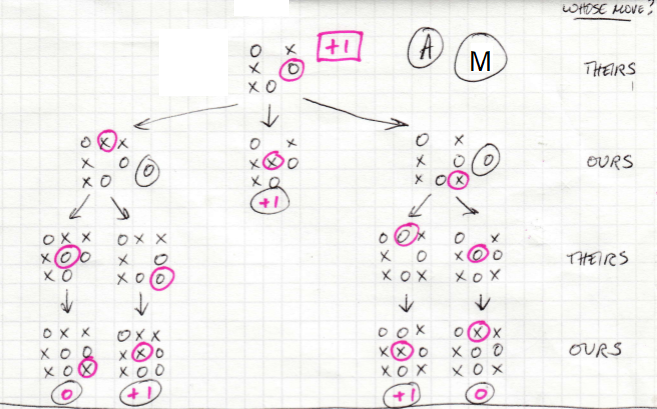 WHOSE MOVE?
O X +1 A M
X O THEIRS
X O
O X X O X O X
X O O X X O X O O OURS
X O X O X O X
+1
O X X O X X O O X O X
X O O X O X O X O O THEIRS
X O X O O X O X X O X
O X X O X X O O X O X X
X O O X X O X X O X O O OURS
X O X X O O X O X X O X
0 +1 +1 0